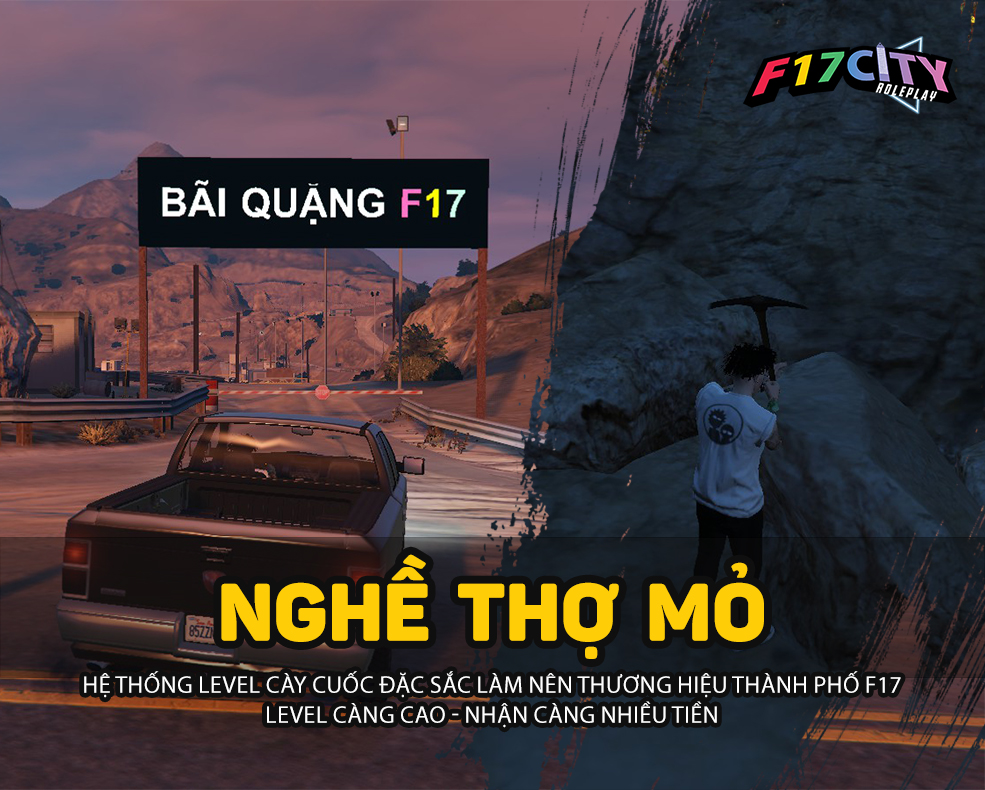 F17CITY
ROLEPLAY
BÃI QUẶNG F17
NGHỀ THỢ MỎ
HỆ THỐNG LEVEL CÀY CUỐC ĐẶC SẮC LÀM NÊN THƯƠNG HIỆU THÀNH PHỐ F17
LEVEL CÀNG CAO - NHẬN CÀNG NHIỀU TIỀN